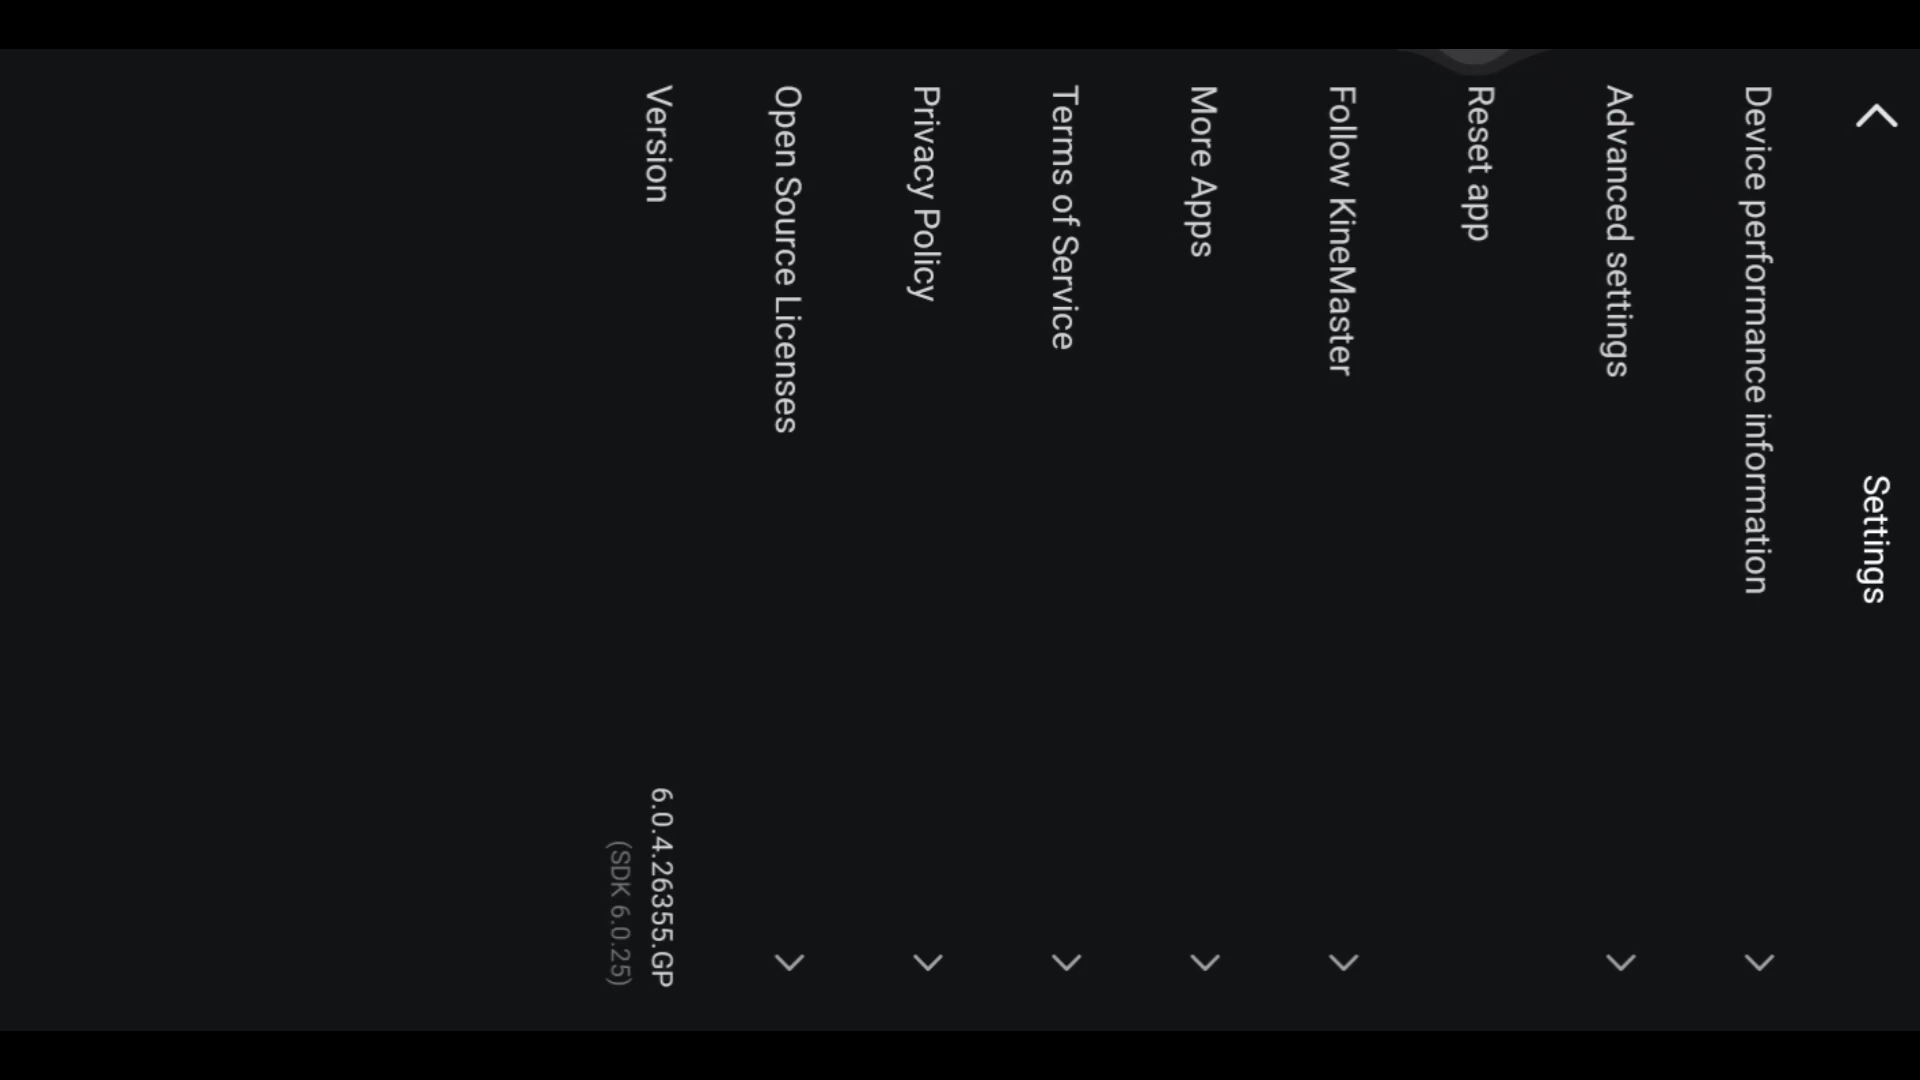 Settings
Device performance information
Advanced settings
Reset app
Follow KineMaster
More Apps
Terms of Service
Privacy Policy
Open Source Licenses
Version
6.0.4.26355.GP
(SDK 6.0.25)